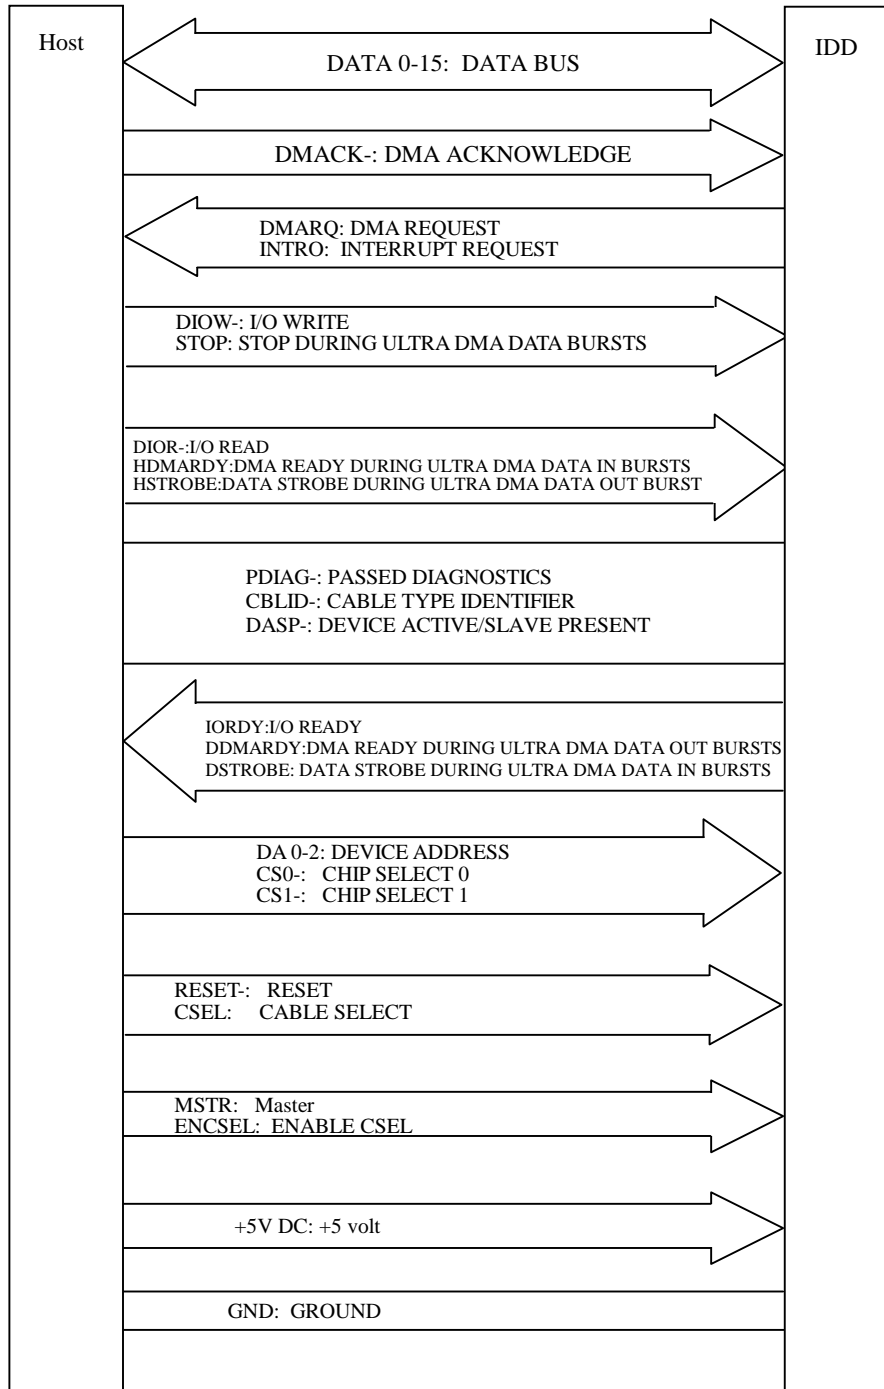 Host
IDD
DATA 0-15: DATA BUS
DMACK-: DMA ACKNOWLEDGE
DMARQ: DMA REQUEST
INTRO: INTERRUPT REQUEST
DIOW-: I/O WRITE
STOP: STOP DURING ULTRA DMA DATA BURSTS
DIOR-:I/O READ
HDMARDY:DMA READY DURING ULTRA DMA DATA IN BURSTS
HSTROBE:DATA STROBE DURING ULTRA DMA DATA OUT BURST
PDIAG-: PASSED DIAGNOSTICS
CBLID-: CABLE TYPE IDENTIFIER
DASP-: DEVICE ACTIVE/SLAVE PRESENT
IORDY:I/O READY
DDMARDY:DMA READY DURING ULTRA DMA DATA OUT BURSTS
DSTROBE: DATA STROBE DURING ULTRA DMA DATA IN BURSTS
DA 0-2: DEVICE ADDRESS
CS0-: CHIP SELECT 0
CS1-: CHIP SELECT 1
RESET-: RESET
CSEL: CABLE SELECT
MSTR: Master
ENCSEL: ENABLE CSEL
+5V DC: +5 volt
GND: GROUND